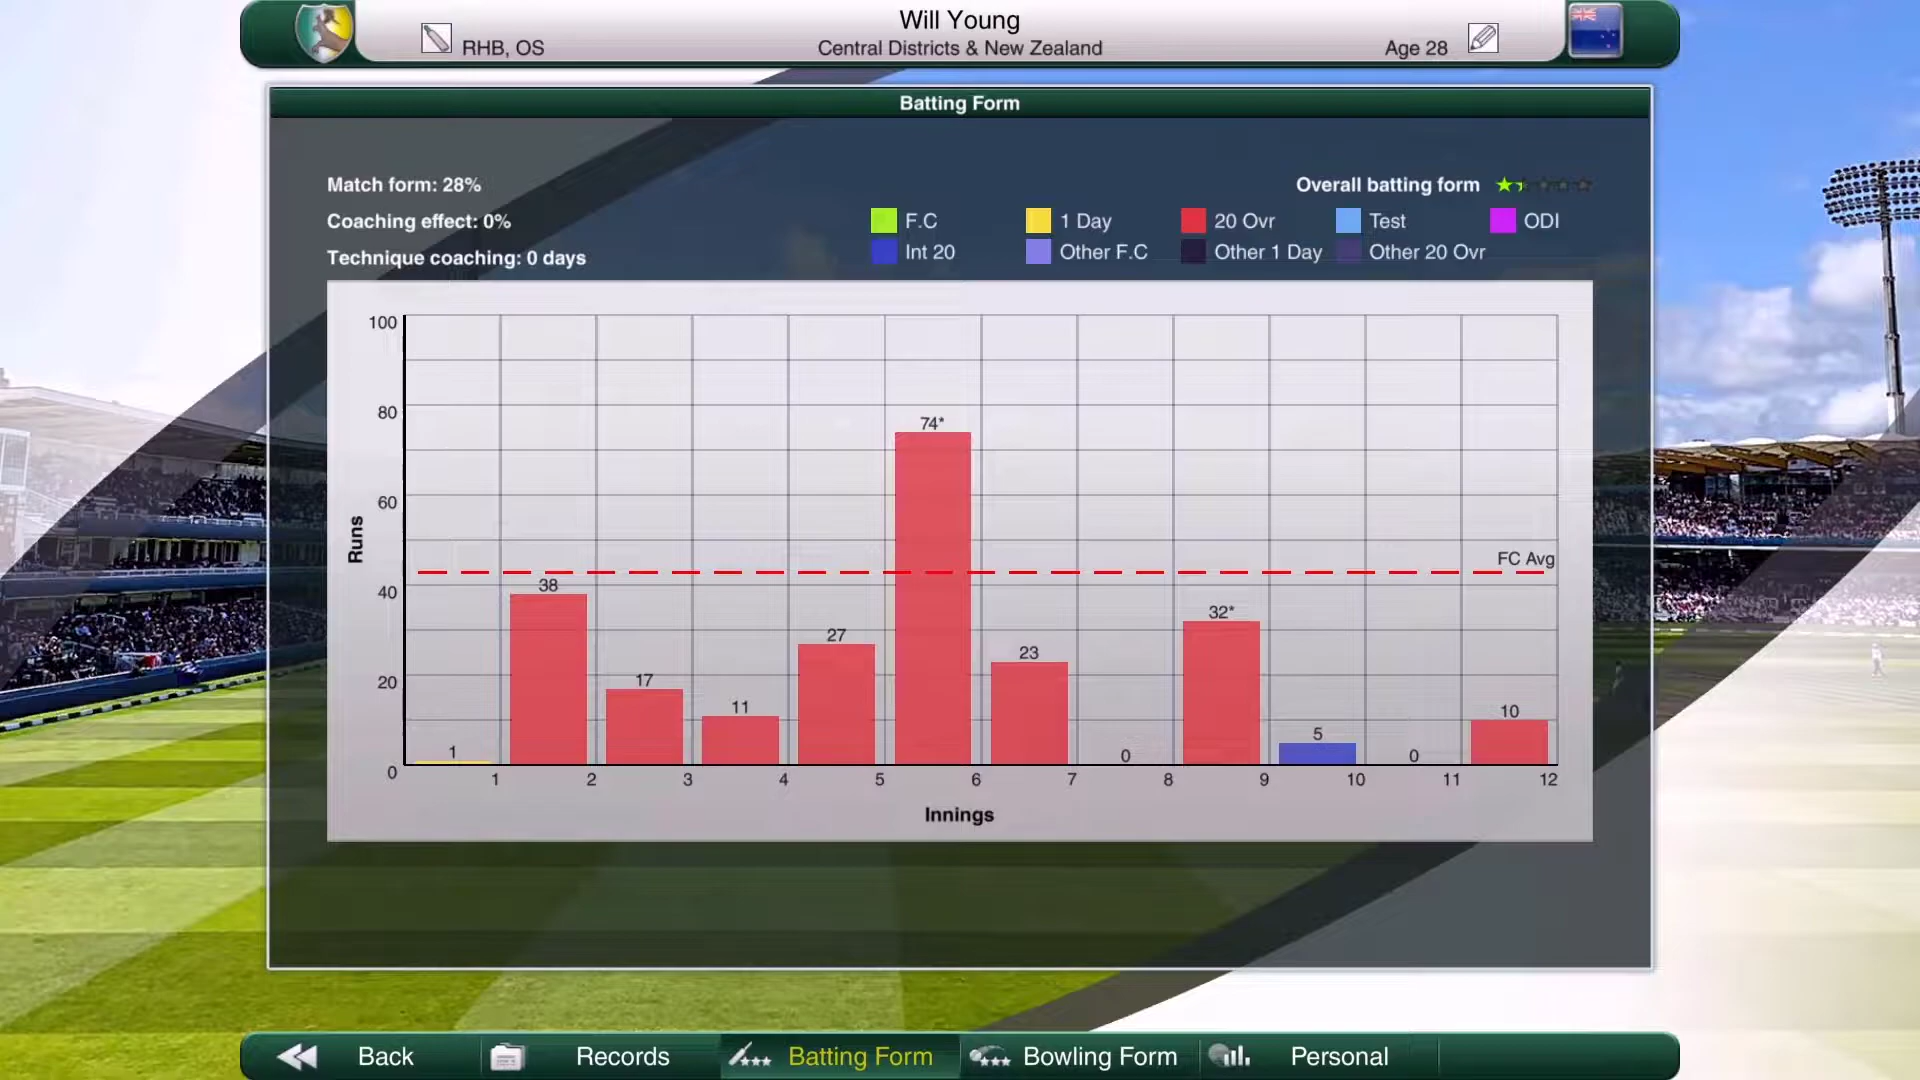 Will Young
RHB, OS
Central Districts & New Zealand
Age 28
Batting Form
Match form: 28%
Overall batting form
Coaching effect: 0%
F.C
1 Day
20 Ovr
Test
ODI
Technique coaching: 0 days
Int 20
Other F.C
Other 1 Day
Other 20 Ovr
100
80
60
40
20
0
Runs
FC Avg
1
38
17
11
27
74*
23
0
32*
5
0
10
1 2 3 4 5 6 7 8 9 10 11 12
Innings
Back
Records
Batting Form
Bowling Form
Personal